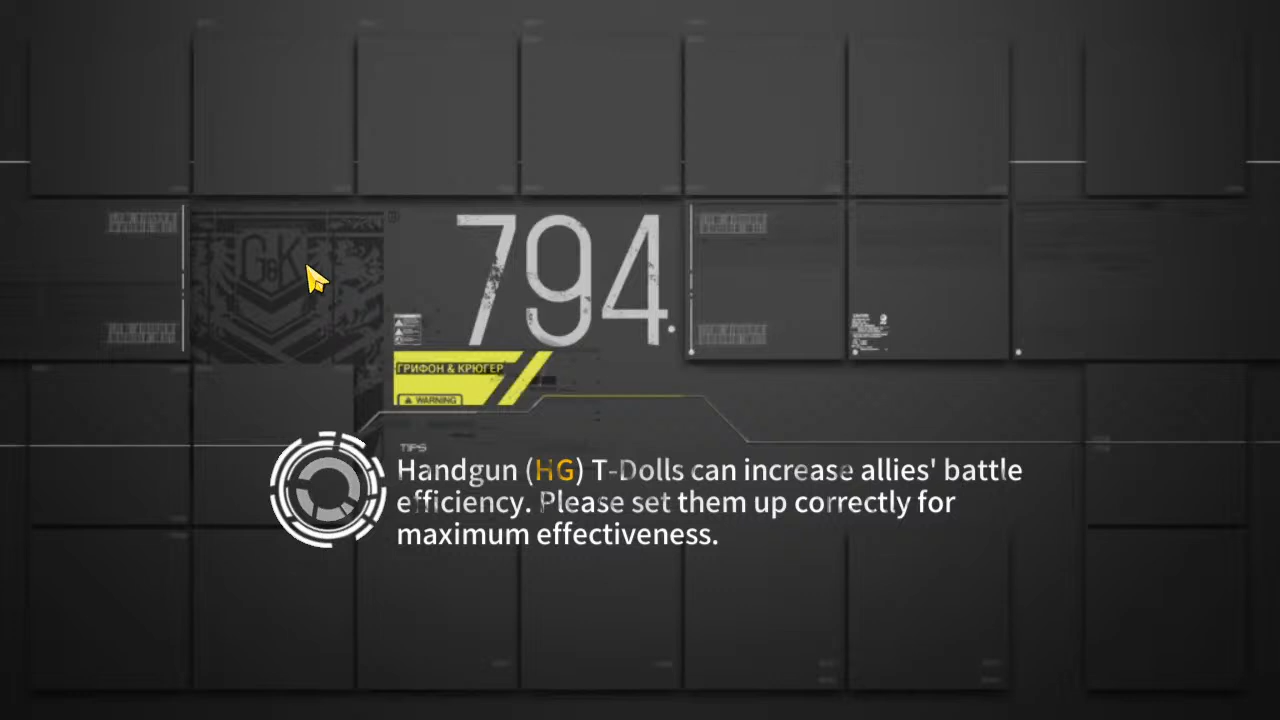 G&K
794.
ГРИФОН & КРЮГЕР
WARNING
TIPS
Handgun (HG) T-Dolls can increase allies' battle
efficiency. Please set them up correctly for
maximum effectiveness.